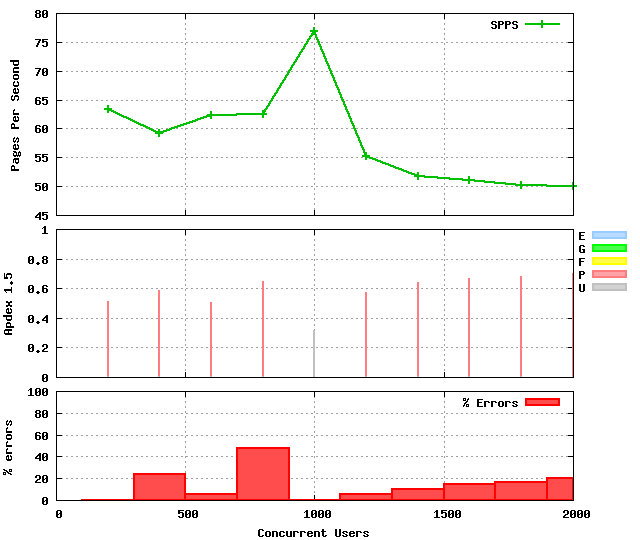 80
SPPS
75
70
65
60
55
50
45
Pages Per Second
1
0.8
0.6
0.4
0.2
0
Apdex 1.5
E
G
F
P
U
100
% Errors
80
60
40
20
0
% errors
0 500 1000 1500 2000
Concurrent Users